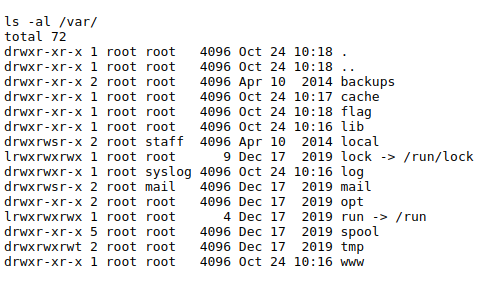 ls -al /var/
total 72
drwxr-xr-x 1 root root   4096 Oct 24 10:18 .
drwxr-xr-x 1 root root   4096 Oct 24 10:18 ..
drwxr-xr-x 2 root root   4096 Apr 10  2014 backups
drwxr-xr-x 1 root root   4096 Oct 24 10:17 cache
drwxr-xr-x 1 root root   4096 Oct 24 10:18 flag
drwxr-xr-x 1 root root   4096 Oct 24 10:16 lib
drwxrwsr-x 2 root staff  4096 Apr 10  2014 local
lrwxrwxrwx 1 root root      9 Dec 17  2019 lock -> /run/lock
drwxrwxr-x 1 root syslog 4096 Oct 24 10:16 log
drwxrwsr-x 2 root mail   4096 Dec 17  2019 mail
drwxr-xr-x 2 root root   4096 Dec 17  2019 opt
lrwxrwxrwx 1 root root      4 Dec 17  2019 run -> /run
drwxr-xr-x 5 root root   4096 Dec 17  2019 spool
drwxrwxrwt 2 root root   4096 Dec 17  2019 tmp
drwxr-xr-x 1 root root   4096 Oct 24 10:16 www